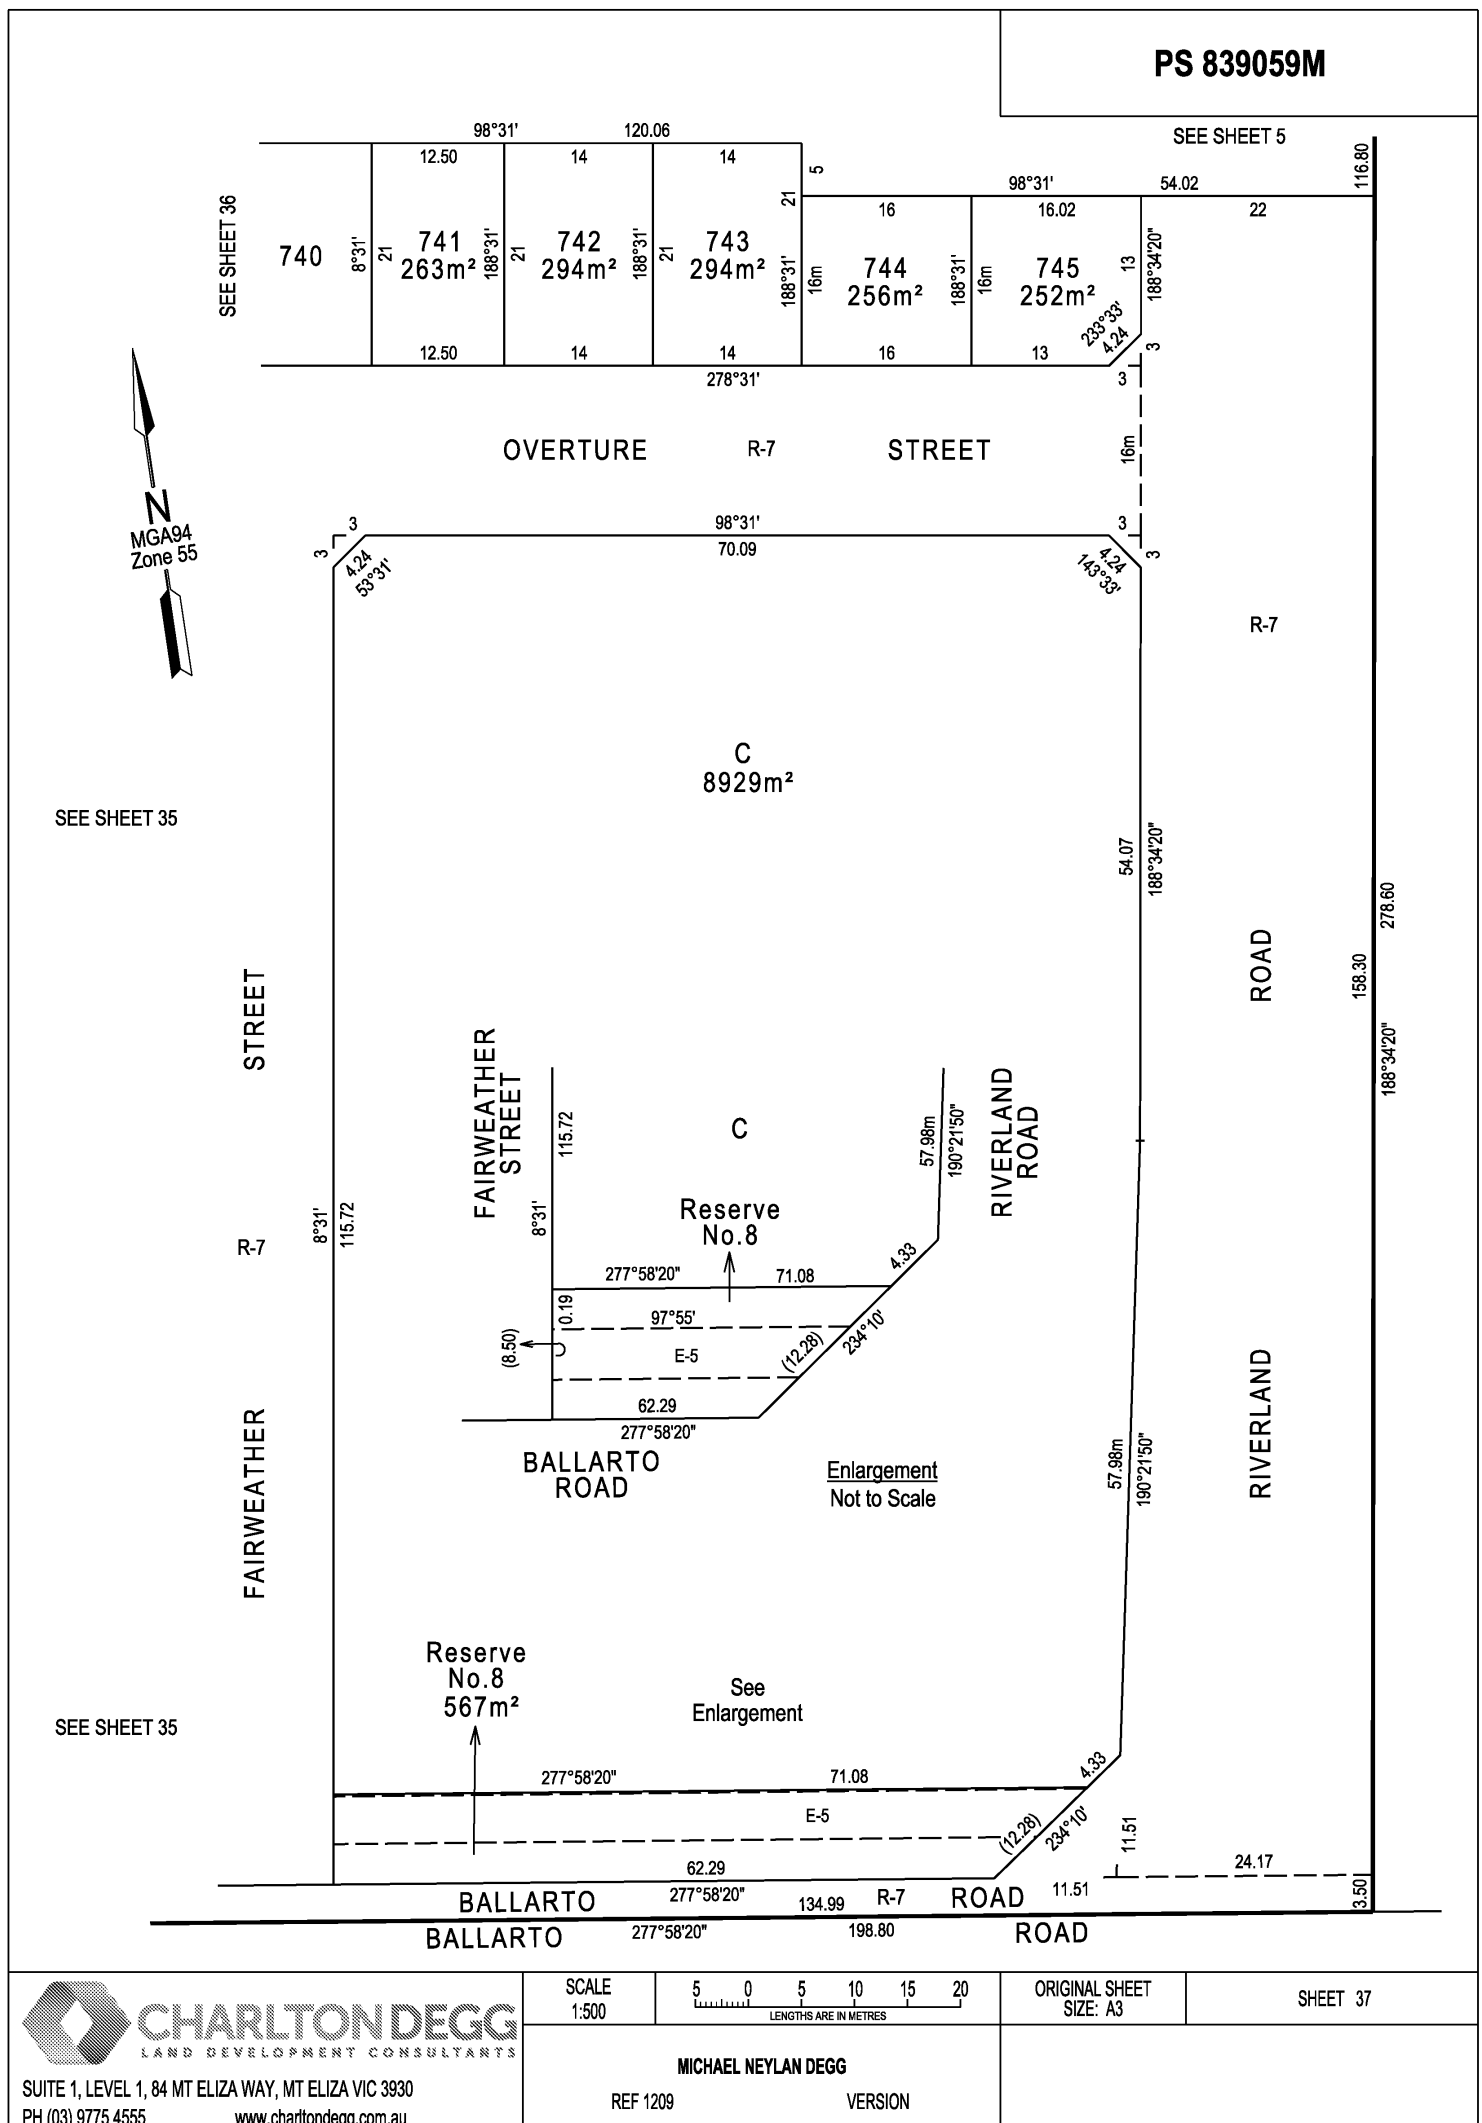 PS 839059M
SEE SHEET 5
98°31' 120.06
116.80
12.50 14 14
5
98°31' 54.02
SEE SHEET 36
21
16 16.02 22
740
8°31'
21
741
263m²
188°31'
21
742
294m²
188°31'
21
743
294m²
188°31'
16m
744
256m²
188°31'
16m
745
252m²
13
188°34'20"
233°33'
4.24
3
12.50 14 14 16 13
3
278°31'
OVERTURE R-7 STREET
16m
N
MGA94
Zone 55
3
3
98°31'
70.09
3
3
4.24
53°31'
4.24
143°33'
R-7
C
8929m²
SEE SHEET 35
54.07
188°34'20"
278.60
158.30
188°34'20"
ROAD
RIVERLAND
STREET
FAIRWEATHER
R-7
8°31'
115.72
FAIRWEATHER
STREET
115.72
8°31'
C
57.98m
190°21'50"
RIVERLAND
ROAD
Reserve
No.8
277°58'20" 71.08
4.33
0.19
97°55'
(8.50)
E-5
(12.28)
234°10'
62.29
277°58'20"
BALLARTO
ROAD
Enlargement
Not to Scale
57.98m
190°21'50"
Reserve
No.8
567m²
See
Enlargement
SEE SHEET 35
277°58'20" 71.08
4.33
E-5
(12.28)
234°10'
11.51
24.17
62.29
11.51
3.50
BALLARTO 277°58'20" 134.99 R-7 ROAD
BALLARTO 277°58'20" 198.80 ROAD
CHARLTONDEGG
LAND DEVELOPMENT CONSULTANTS
SUITE 1, LEVEL 1, 84 MT ELIZA WAY, MT ELIZA VIC 3930
PH (03) 9775 4555 www.charltondegg.com.au
SCALE
1:500
5 0 5 10 15 20
LENGTHS ARE IN METRES
ORIGINAL SHEET
SIZE: A3
SHEET 37
MICHAEL NEYLAN DEGG
REF 1209 VERSION